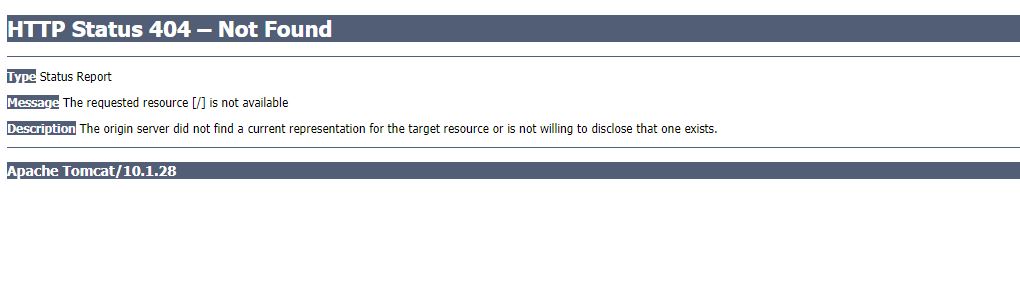 HTTP Status 404 – Not Found
Type Status Report
Message The requested resource [/] is not available
Description The origin server did not find a current representation for the target resource or is not willing to disclose that one exists.
Apache Tomcat/10.1.28